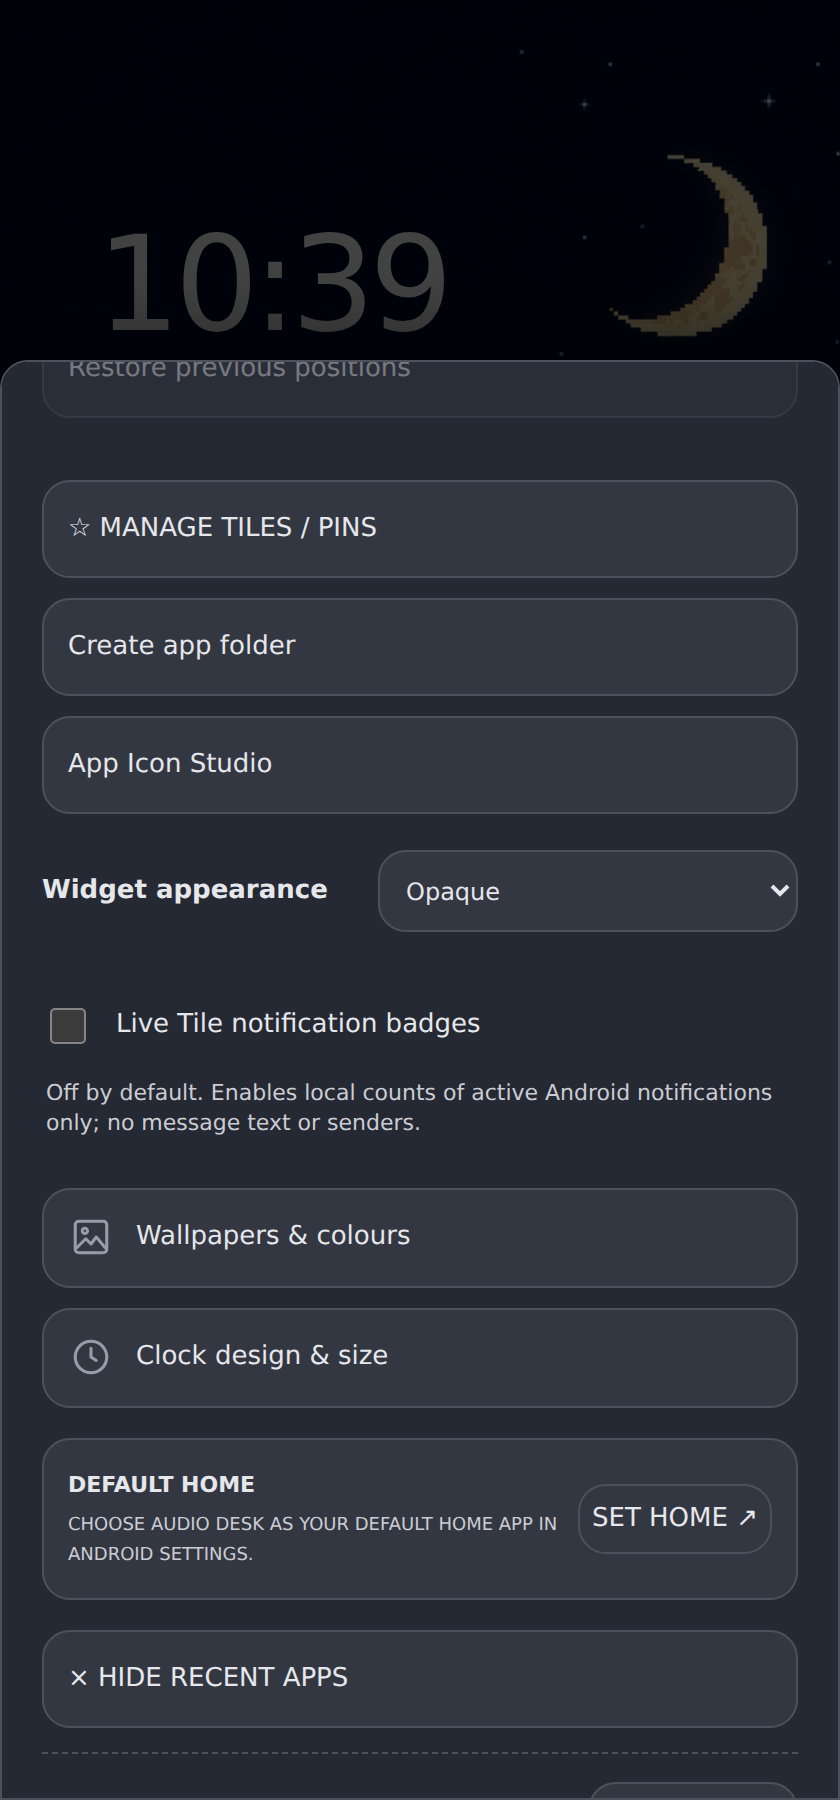 10:39
Restore previous positions
☆ MANAGE TILES / PINS
Create app folder
App Icon Studio
Widget appearance
Opaque
Live Tile notification badges
Off by default. Enables local counts of active Android notifications
only; no message text or senders.
Wallpapers & colours
Clock design & size
DEFAULT HOME
CHOOSE AUDIO DESK AS YOUR DEFAULT HOME APP IN
ANDROID SETTINGS.
SET HOME ↗
× HIDE RECENT APPS